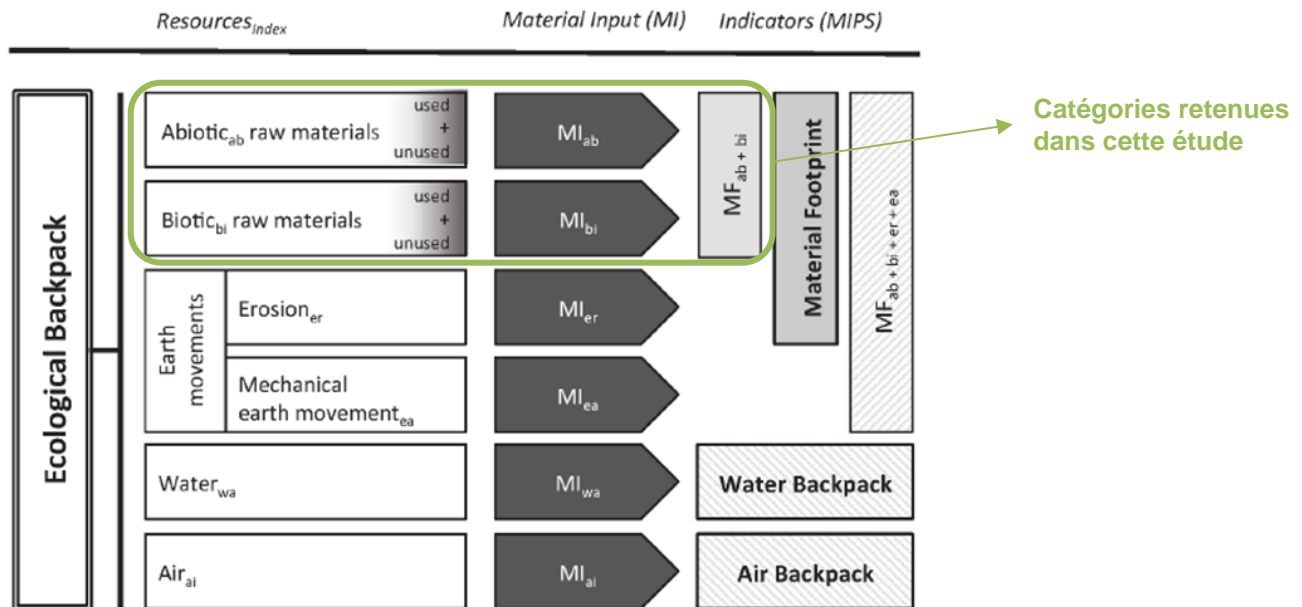 Resources_index
Material Input (MI)
Indicators (MIPS)
Ecological Backpack
Abiotic_ab raw materials
used
+
unused
MI_ab
Biotic_bi raw materials
used
+
unused
MI_bi
MF_ab + bi
Material Footprint
MF_ab + bi + er + ea
Catégories retenues
dans cette étude
Earth
movements
Erosion_er
MI_er
Mechanical
earth movement_ea
MI_ea
Water_wa
MI_wa
Water Backpack
Air_ai
MI_ai
Air Backpack